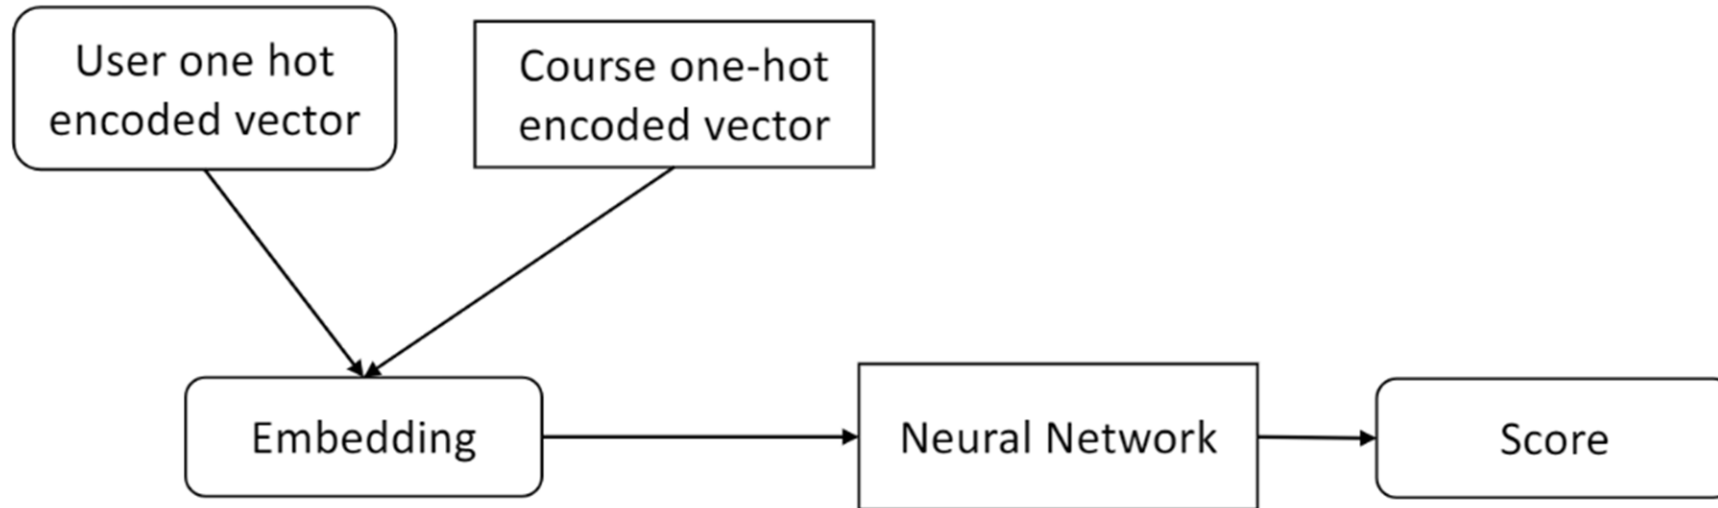 User one hot
encoded vector
Course one-hot
encoded vector
Embedding
Neural Network
Score